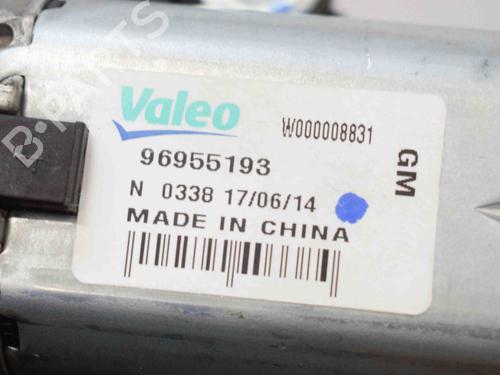 B-PARTS
Valeo
W000008831
96955193
GM
N 0338 17/06/14
MADE IN CHINA